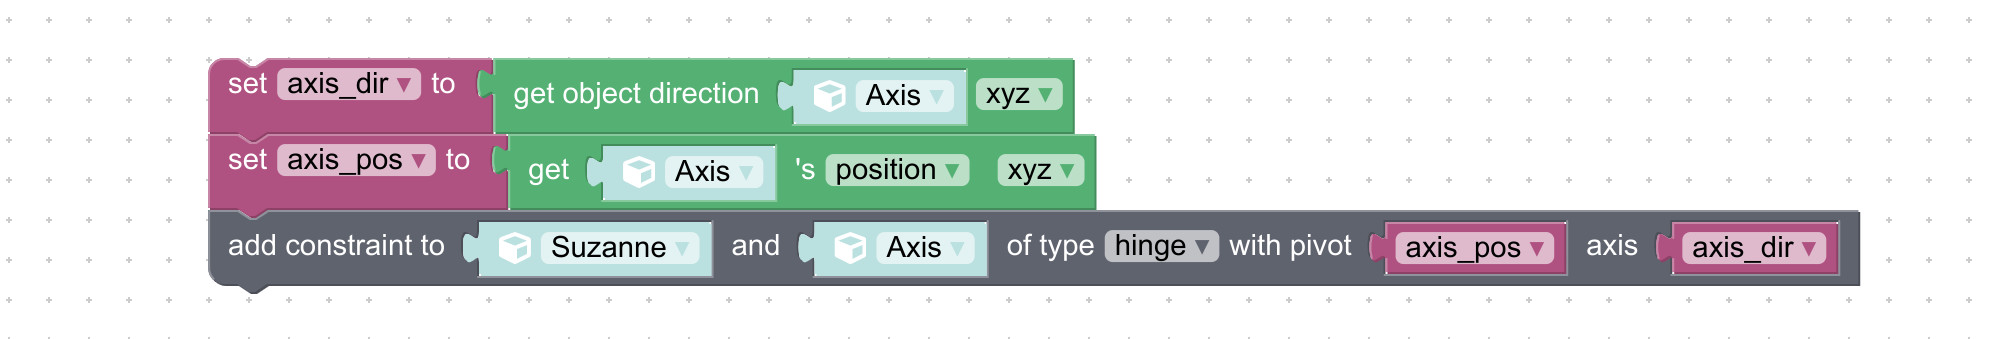 set axis_dir to get object direction Axis xyz
set axis_pos to get Axis 's position xyz
add constraint to Suzanne and Axis of type hinge with pivot axis_pos axis axis_dir